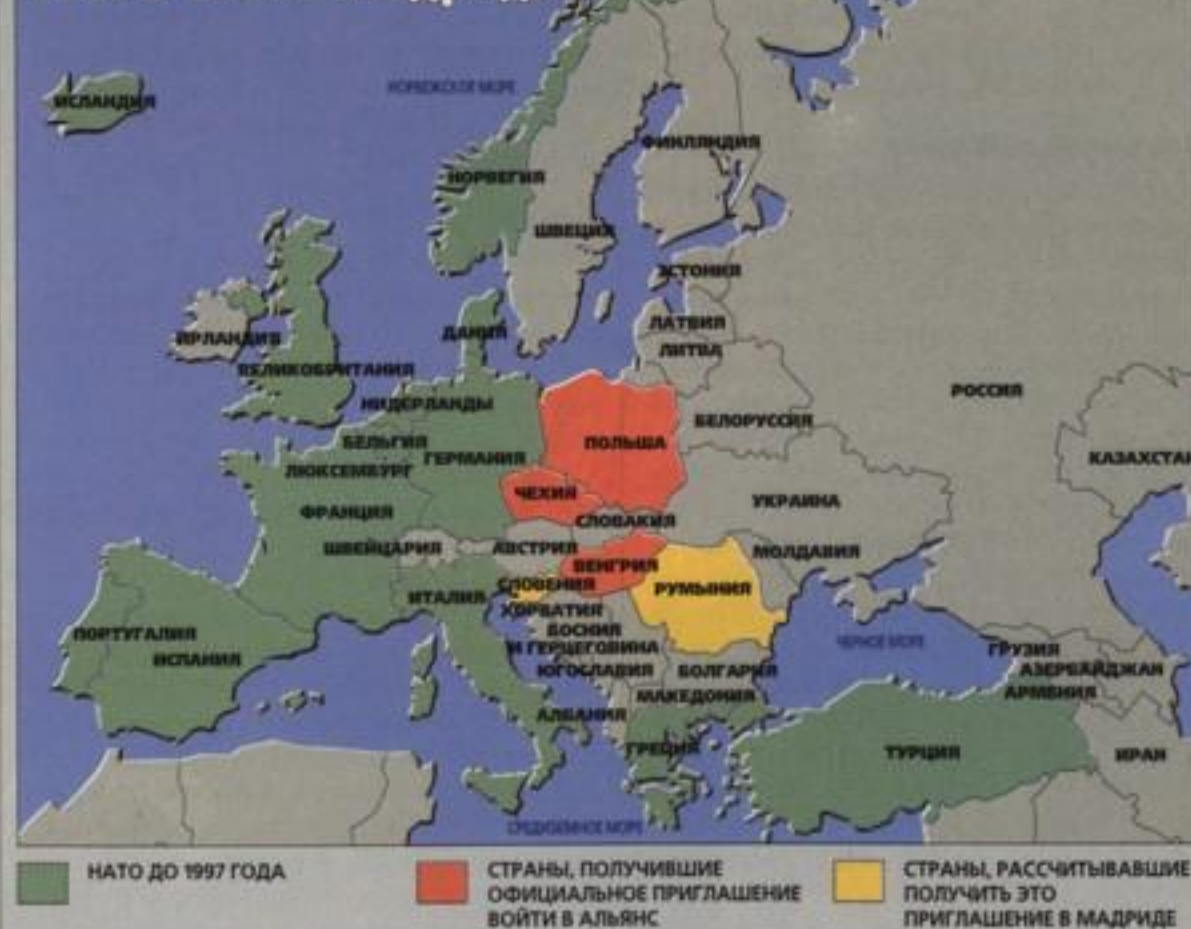 ИСЛАНДИЯ
НОРВЕЖСКОЕ МОРЕ
ФИНЛЯНДИЯ
НОРВЕГИЯ
ШВЕЦИЯ
ЭСТОНИЯ
ЛАТВИЯ
ЛИТВА
ИРЛАНДИЯ
ДАНИЯ
ВЕЛИКОБРИТАНИЯ
НИДЕРЛАНДЫ
РОССИЯ
БЕЛОРУССИЯ
БЕЛЬГИЯ
ГЕРМАНИЯ
ПОЛЬША
КАЗАХСТАН
ЛЮКСЕМБУРГ
ЧЕХИЯ
УКРАИНА
ФРАНЦИЯ
СЛОВАКИЯ
ШВЕЙЦАРИЯ
АВСТРИЯ
МОЛДАВИЯ
ВЕНГРИЯ
СЛОВЕНИЯ
РУМЫНИЯ
ИТАЛИЯ
ХОРВАТИЯ
ПОРТУГАЛИЯ
ИСПАНИЯ
БОСНИЯ
И ГЕРЦЕГОВИНА
ЧЕРНОЕ МОРЕ
ГРУЗИЯ
ЮГОСЛАВИЯ
БОЛГАРИЯ
АЗЕРБАЙДЖАН
МАКЕДОНИЯ
АРМЕНИЯ
АЛБАНИЯ
ГРЕЦИЯ
ТУРЦИЯ
ИРАН
СРЕДИЗЕМНОЕ МОРЕ
НАТО ДО 1997 ГОДА
СТРАНЫ, ПОЛУЧИВШИЕ
ОФИЦИАЛЬНОЕ ПРИГЛАШЕНИЕ
ВОЙТИ В АЛЬЯНС
СТРАНЫ, РАССЧИТЫВАВШИЕ
ПОЛУЧИТЬ ЭТО
ПРИГЛАШЕНИЕ В МАДРИДЕ